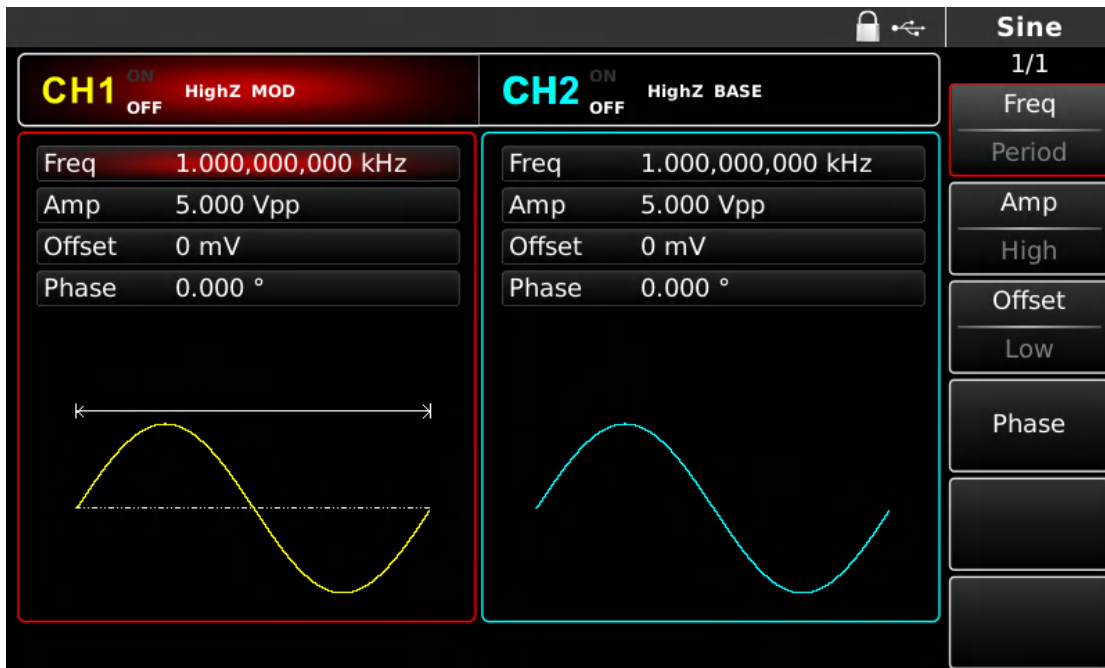 Sine
1/1
CH1 ON OFF HighZ MOD
CH2 ON OFF HighZ BASE
Freq 1.000,000,000 kHz
Amp 5.000 Vpp
Offset 0 mV
Phase 0.000 °
Freq 1.000,000,000 kHz
Amp 5.000 Vpp
Offset 0 mV
Phase 0.000 °
Freq
Period
Amp
High
Offset
Low
Phase